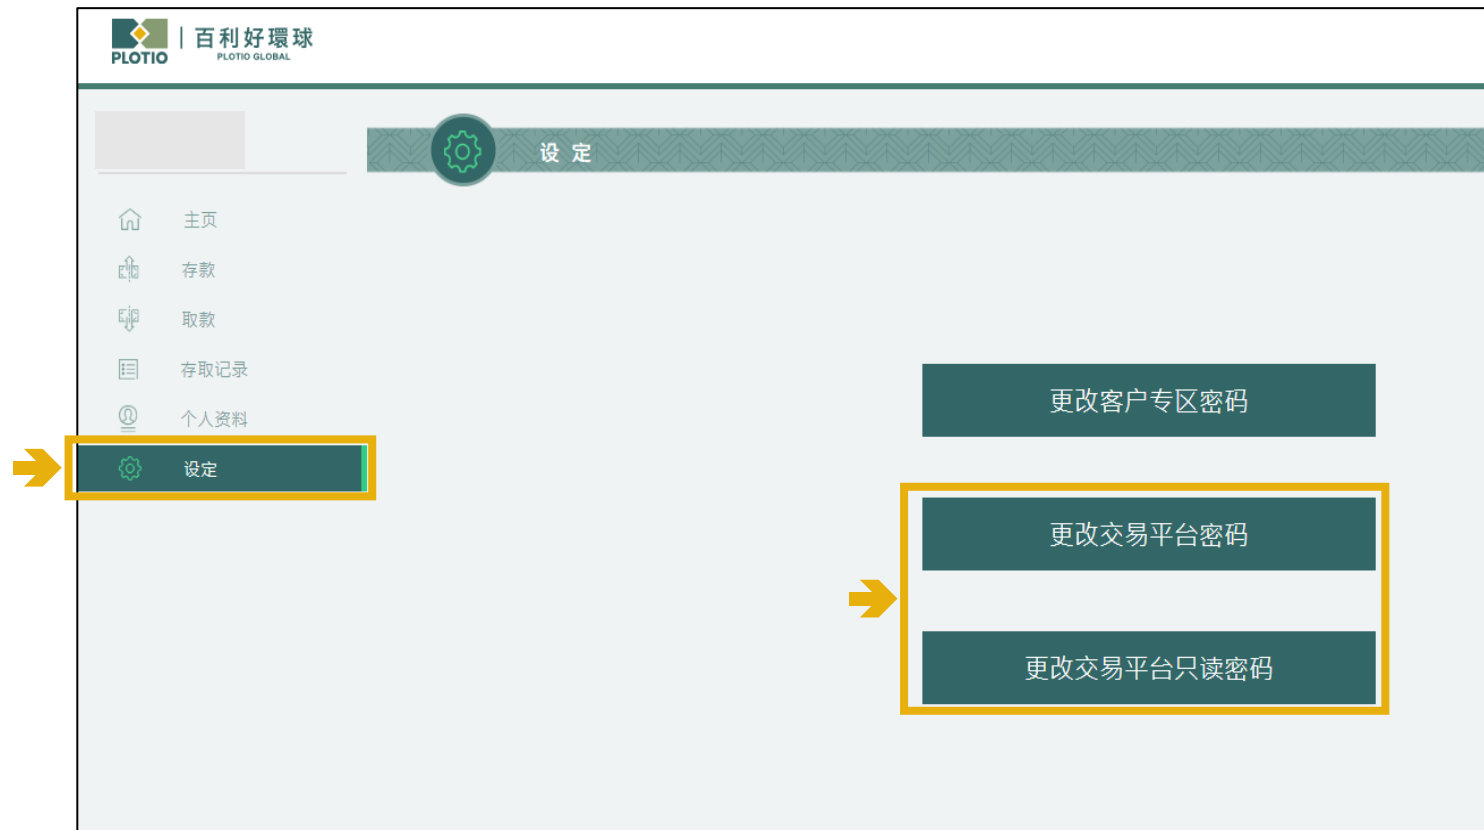 PLOTIO
百利好環球
PLOTIO GLOBAL
设定
主页
存款
取款
存取记录
个人资料
设定
更改客户专区密码
更改交易平台密码
更改交易平台只读密码